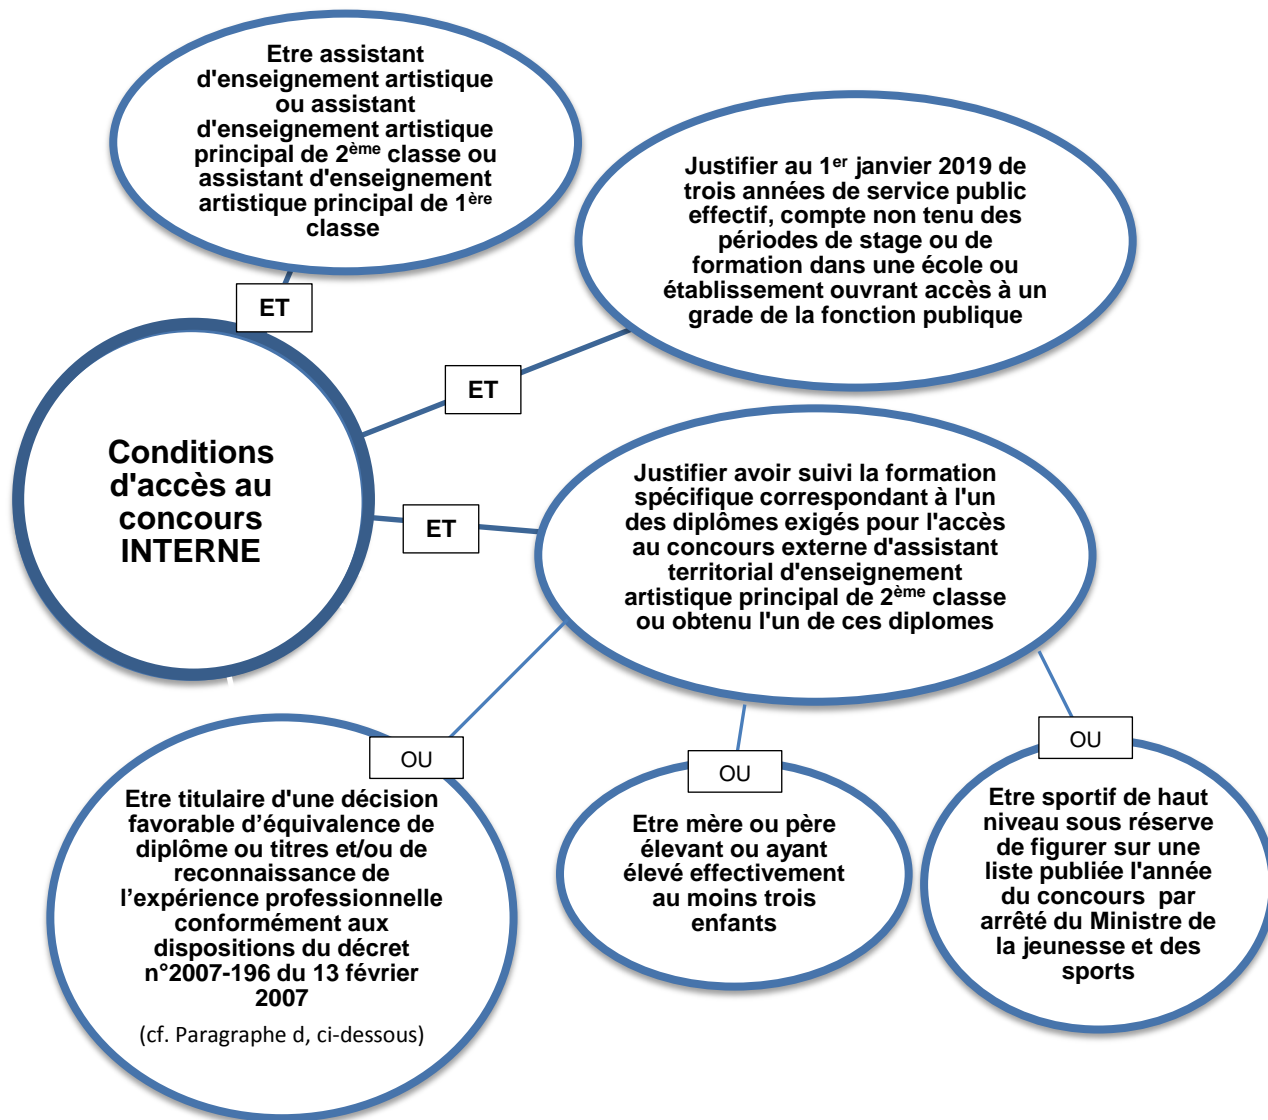 Etre assistant
d'enseignement artistique
ou assistant
d'enseignement artistique
principal de 2ème classe ou
assistant d'enseignement
artistique principal de 1ère
classe
ET
Justifier au 1er janvier 2019 de
trois années de service public
effectif, compte non tenu des
périodes de stage ou de
formation dans une école ou
établissement ouvrant accès à un
grade de la fonction publique
ET
Conditions
d'accès au
concours
INTERNE
ET
Justifier avoir suivi la formation
spécifique correspondant à l'un
des diplômes exigés pour l'accès
au concours externe d'assistant
territorial d'enseignement
artistique principal de 2ème classe
ou obtenu l'un de ces diplomes
OU
Etre titulaire d'une décision
favorable d’équivalence de
diplôme ou titres et/ou de
reconnaissance de
l’expérience professionnelle
conformément aux
dispositions du décret
n°2007-196 du 13 février
2007
(cf. Paragraphe d, ci-dessous)
OU
Etre mère ou père
élevant ou ayant
élevé effectivement
au moins trois
enfants
OU
Etre sportif de haut
niveau sous réserve
de figurer sur une
liste publiée l'année
du concours par
arrêté du Ministre de
la jeunesse et des
sports